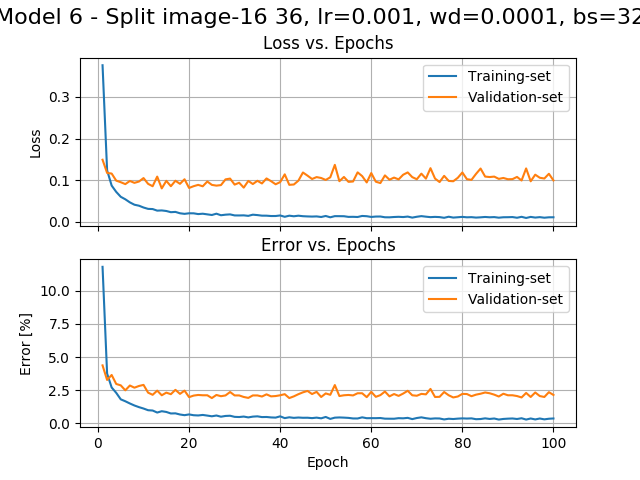 Model 6 - Split image-16 36, lr=0.001, wd=0.0001, bs=32
Loss vs. Epochs
Training-set
Validation-set
Loss
0.3
0.2
0.1
0.0
Error vs. Epochs
Training-set
Validation-set
Error [%]
10.0
7.5
5.0
2.5
0.0
0 20 40 60 80 100
Epoch